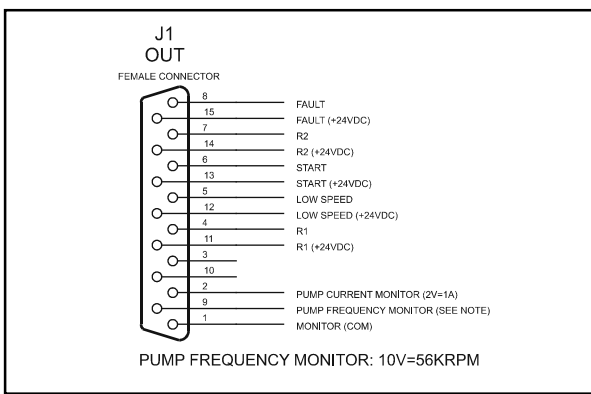 J1
OUT
FEMALE CONNECTOR
8 FAULT
15 FAULT (+24VDC)
7 R2
14 R2 (+24VDC)
6 START
13 START (+24VDC)
5 LOW SPEED
12 LOW SPEED (+24VDC)
4 R1
11 R1 (+24VDC)
3
10
2 PUMP CURRENT MONITOR (2V=1A)
9 PUMP FREQUENCY MONITOR (SEE NOTE)
1 MONITOR (COM)
PUMP FREQUENCY MONITOR: 10V=56KRPM